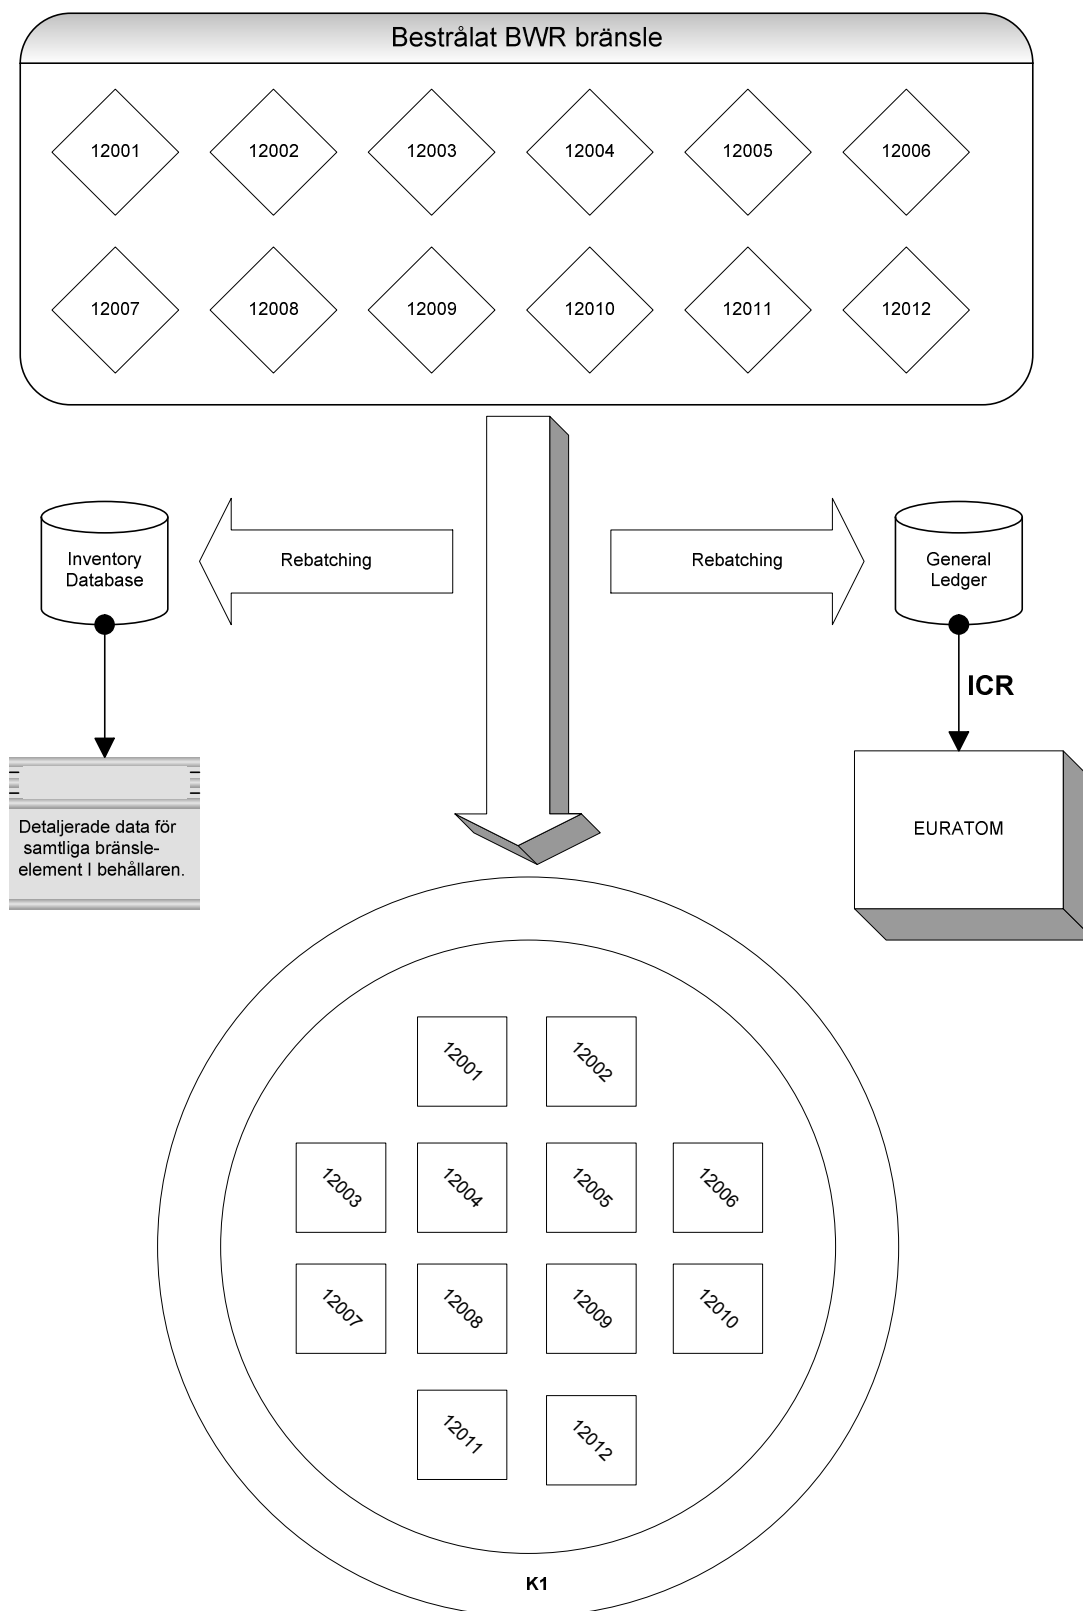 Bestrålat BWR bränsle
12001 12002 12003 12004 12005 12006
12007 12008 12009 12010 12011 12012
Inventory
Database
Rebatching
Rebatching
General
Ledger
ICR
Detaljerade data för
samtliga bränsle-
element I behållaren.
EURATOM
12001 12002
12003 12004 12005 12006
12007 12008 12009 12010
12011 12012
K1